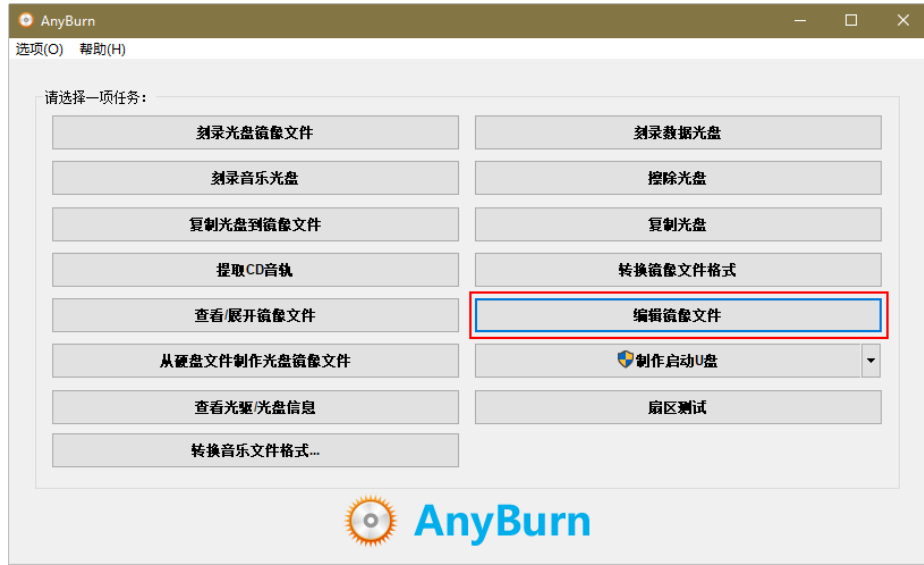 AnyBurn
选项(O) 帮助(H)
请选择一项任务：
刻录光盘镜像文件 刻录数据光盘
刻录音乐光盘 擦除光盘
复制光盘到镜像文件 复制光盘
提取CD音轨 转换镜像文件格式
查看/展开镜像文件 编辑镜像文件
从硬盘文件制作光盘镜像文件 制作启动U盘
查看光驱/光盘信息 扇区测试
转换音乐文件格式...
AnyBurn